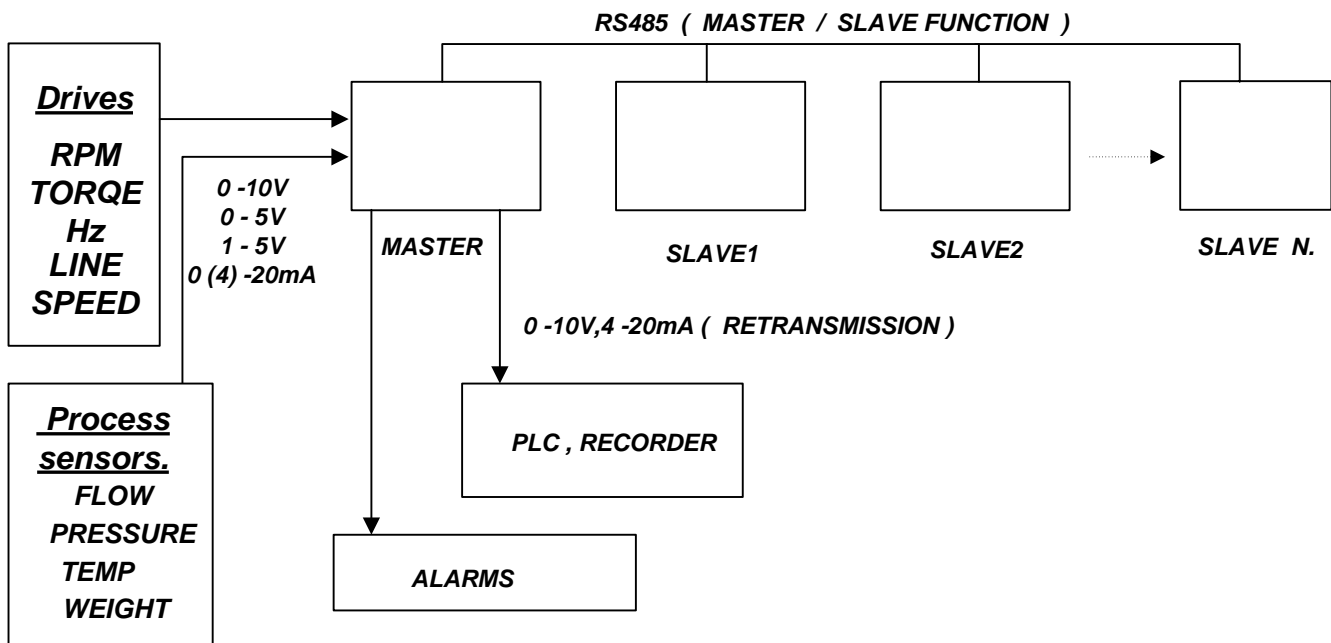 RS485 ( MASTER / SLAVE FUNCTION )
Drives
RPM
TORQE
Hz
LINE
SPEED
0 -10V
0 - 5V
1 - 5V
0 (4) -20mA
MASTER
SLAVE1
SLAVE2
SLAVE N.
0 -10V,4 -20mA ( RETRANSMISSION )
Process
sensors.
FLOW
PRESSURE
TEMP
WEIGHT
PLC , RECORDER
ALARMS